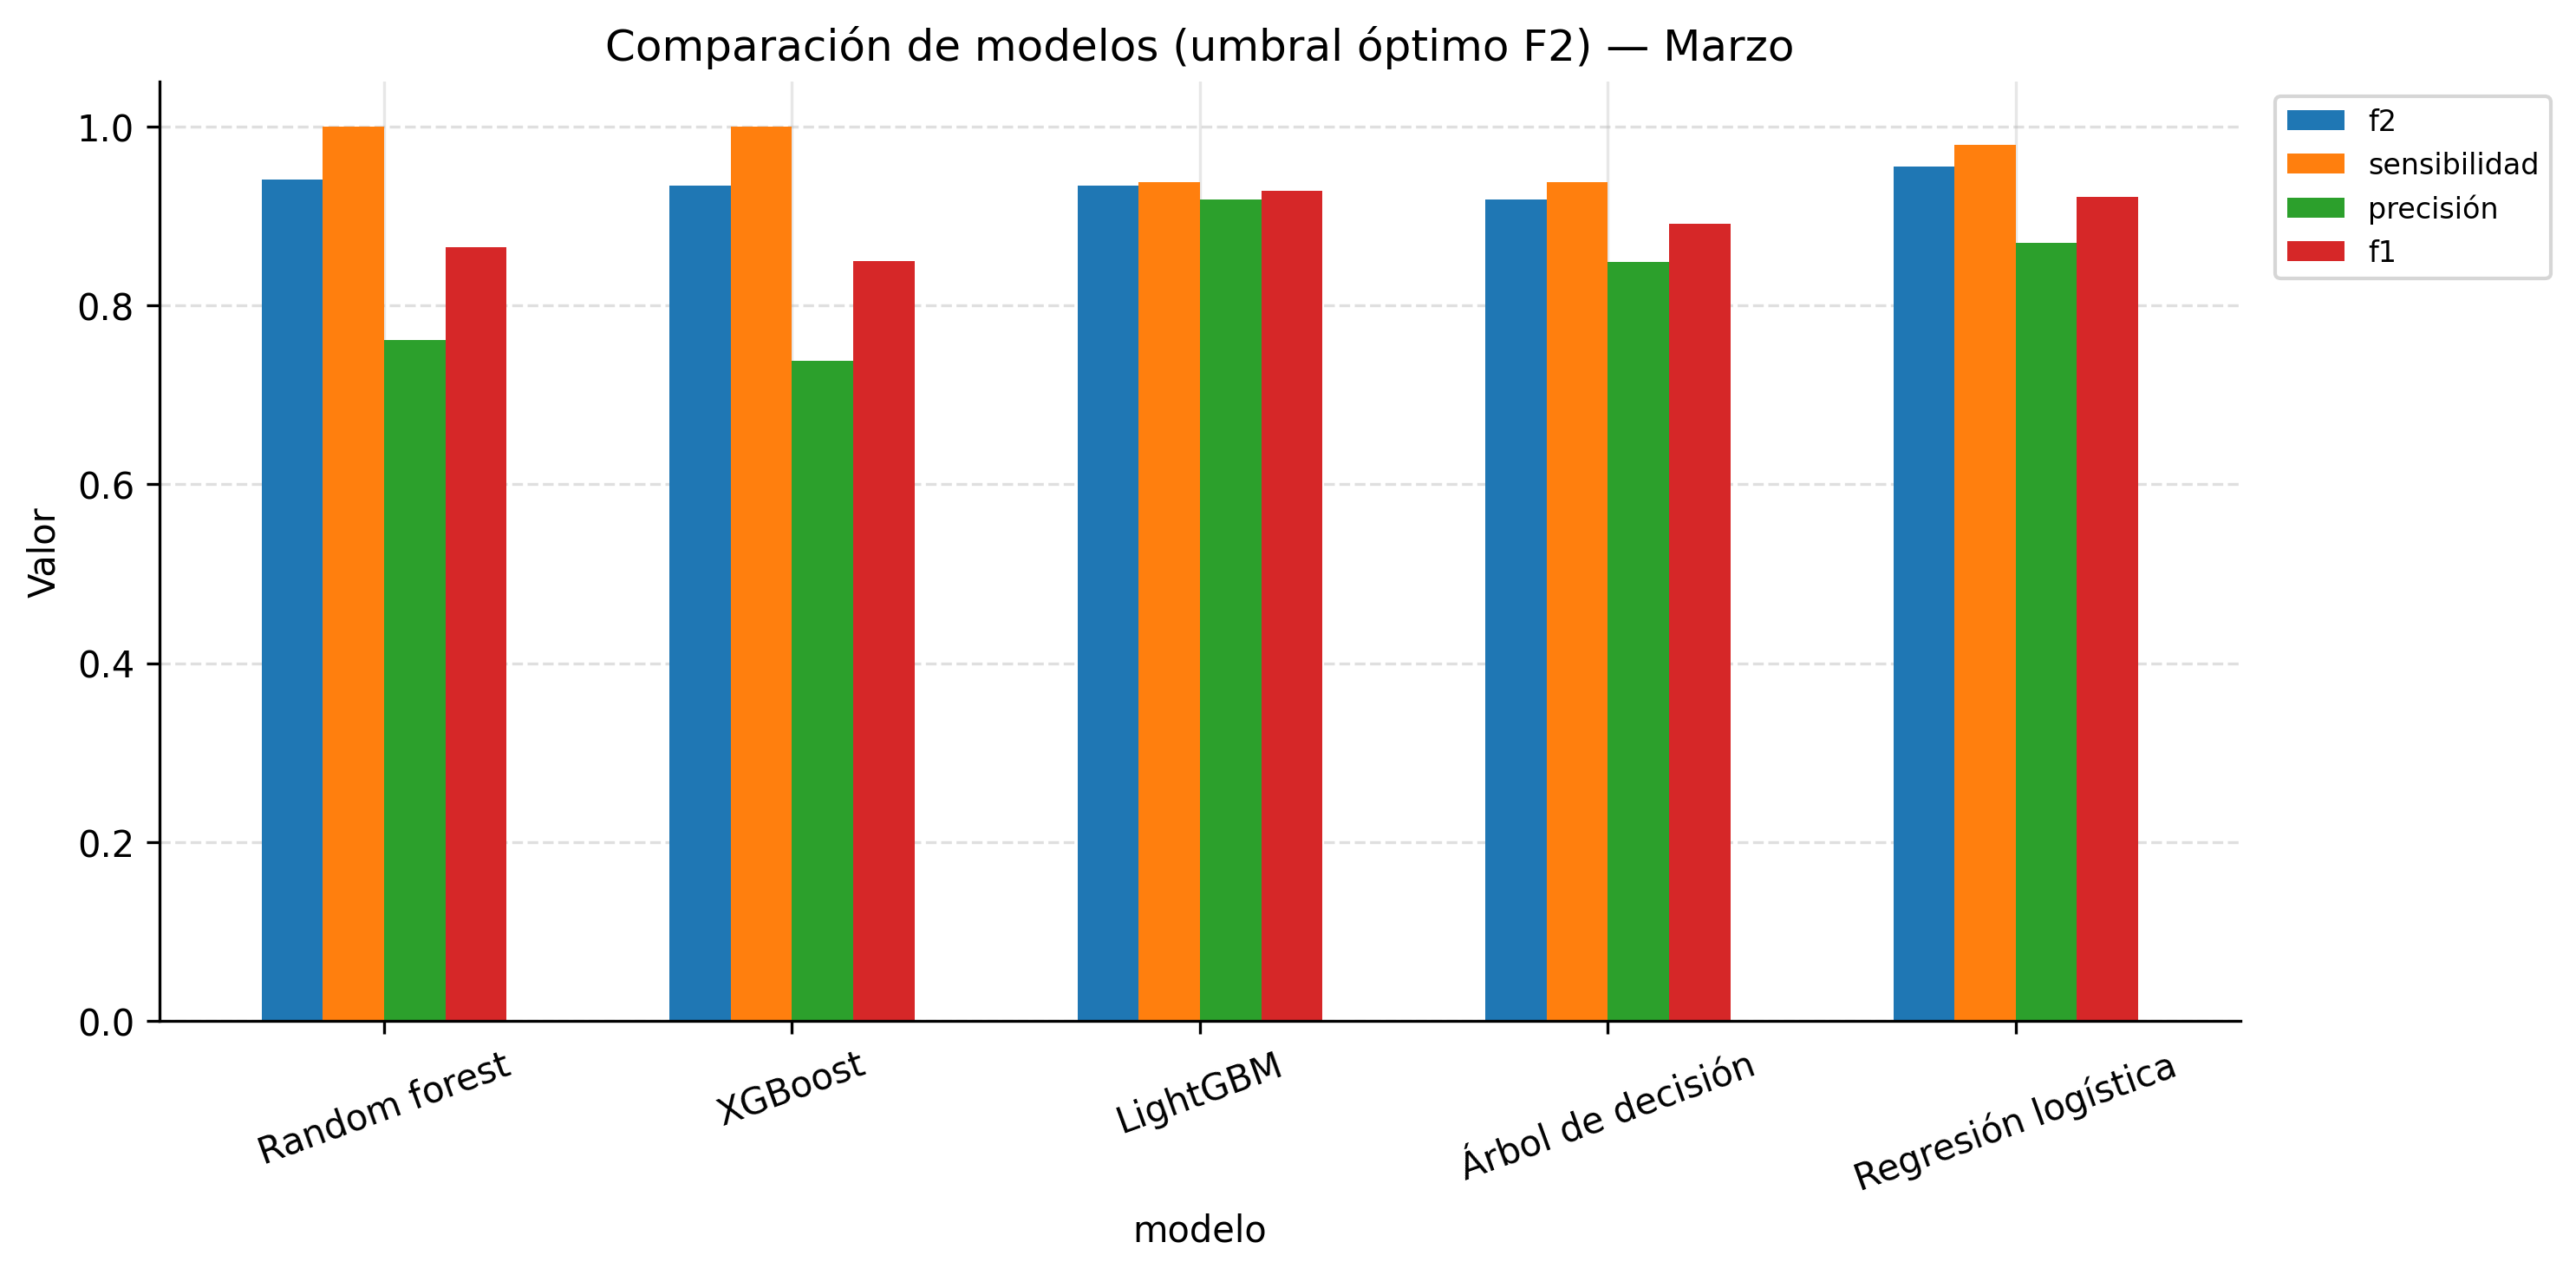 Comparación de modelos (umbral óptimo F2) — Marzo
1.0
0.8
0.6
0.4
0.2
0.0
Valor
Random forest
XGBoost
LightGBM
Árbol de decisión
Regresión logística
modelo
f2
sensibilidad
precisión
f1